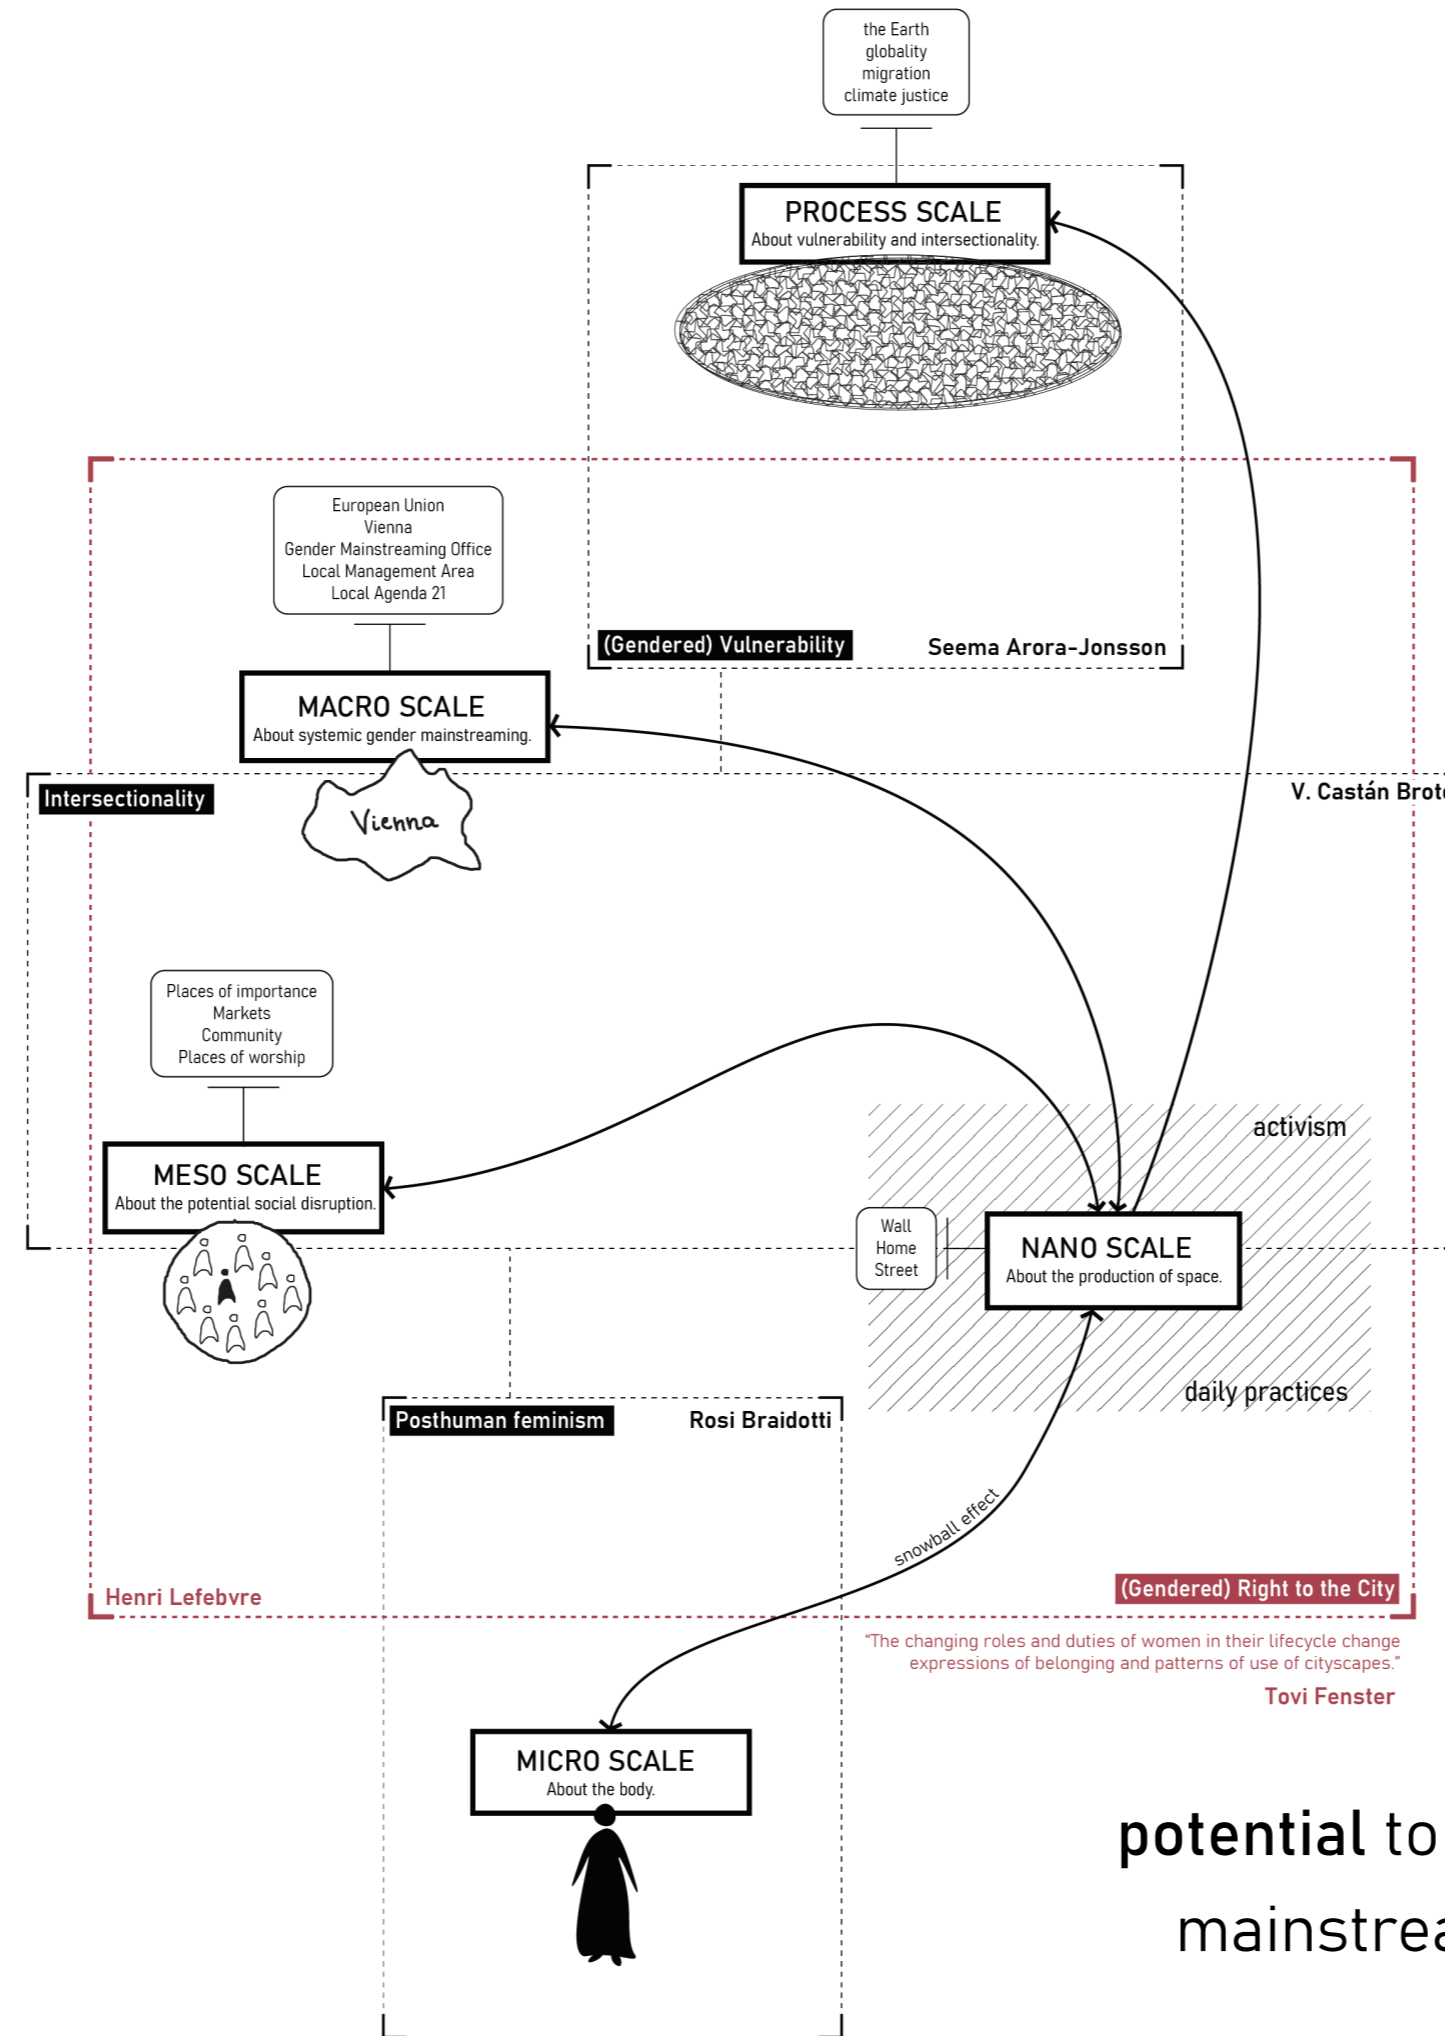 the Earth
globality
migration
climate justice
PROCESS SCALE
About vulnerability and intersectionality.
European Union
Vienna
Gender Mainstreaming Office
Local Management Area
Local Agenda 21
(Gendered) Vulnerability
Seema Arora-Jonsson
MACRO SCALE
About systemic gender mainstreaming.
Intersectionality
V. Castán Broto
Vienna
Places of importance
Markets
Community
Places of worship
activism
MESO SCALE
About the potential social disruption.
Wall
Home
Street
NANO SCALE
About the production of space.
daily practices
Posthuman feminism
Rosi Braidotti
snowball effect
Henri Lefebvre
(Gendered) Right to the City
"The changing roles and duties of women in their lifecycle change
expressions of belonging and patterns of use of cityscapes."
Tovi Fenster
MICRO SCALE
About the body.
potential to